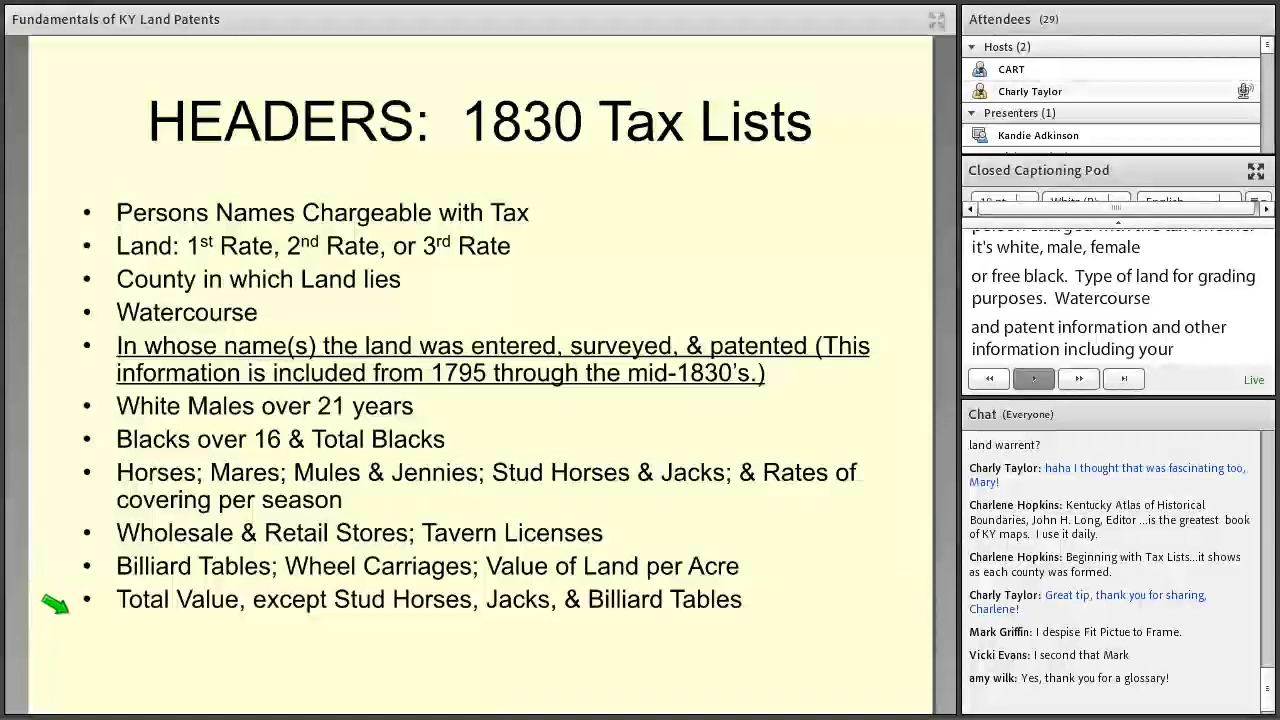 Fundamentals of KY Land Patents
HEADERS: 1830 Tax Lists
• Persons Names Chargeable with Tax
• Land: 1st Rate, 2nd Rate, or 3rd Rate
• County in which Land lies
• Watercourse
• In whose name(s) the land was entered, surveyed, & patented (This
information is included from 1795 through the mid-1830's.)
• White Males over 21 years
• Blacks over 16 & Total Blacks
• Horses; Mares; Mules & Jennies; Stud Horses & Jacks; & Rates of
covering per season
• Wholesale & Retail Stores; Tavern Licenses
• Billiard Tables; Wheel Carriages; Value of Land per Acre
• Total Value, except Stud Horses, Jacks, & Billiard Tables
Attendees (29)
Hosts (2)
CART
Charly Taylor
Presenters (1)
Kandie Adkinson
Closed Captioning Pod
English
person charged with the tax whether
it's white, male, female
or free black. Type of land for grading
purposes. Watercourse
and patent information and other
information including your
Live
Chat (Everyone)
land warrent?
Charly Taylor: haha I thought that was fascinating too,
Mary!
Charlene Hopkins: Kentucky Atlas of Historical
Boundaries, John H. Long, Editor ...is the greatest book
of KY maps. I use it daily.
Charlene Hopkins: Beginning with Tax Lists...it shows
as each county was formed.
Charly Taylor: Great tip, thank you for sharing,
Charlene!
Mark Griffin: I despise Fit Pictue to Frame.
Vicki Evans: I second that Mark
amy wilk: Yes, thank you for a glossary!